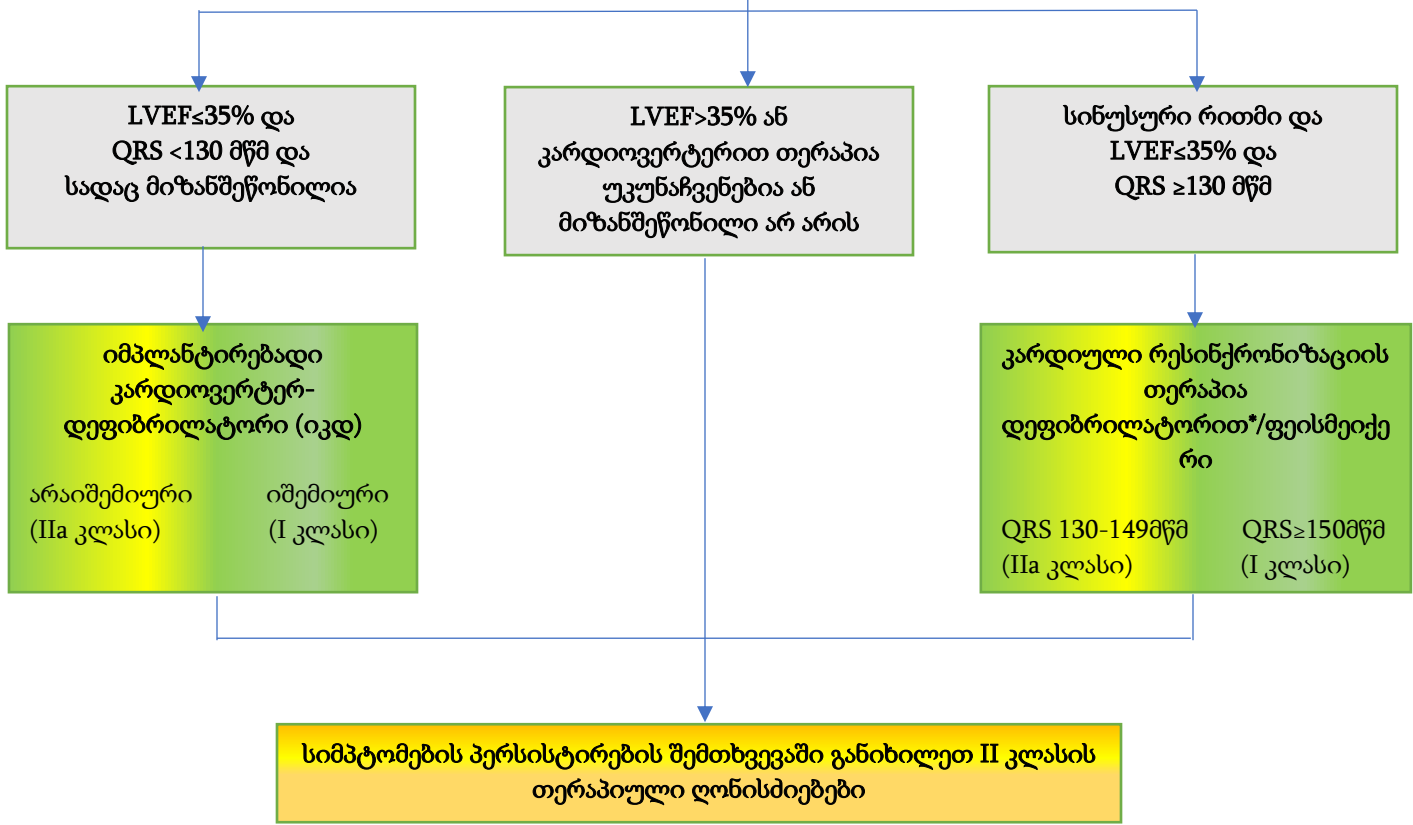 LVEF≤35% და
QRS <130 მწმ და
სადაც მიზანშეწონილია
LVEF>35% ან
კარდიოვერტერით თერაპია
უკუნაჩვენებია ან
მიზანშეწონილი არ არის
სინუსური რითმი და
LVEF≤35% და
QRS ≥130 მწმ
იმპლანტირებადი
კარდიოვერტერ-
დეფიბრილატორი (იკდ)
არაიშემიური იშემიური
(IIa კლასი) (I კლასი)
კარდიული რესინქრონიზაციის
თერაპია
დეფიბრილატორით*/ფეისმეიქე
რი
QRS 130-149მწმ QRS≥150მწმ
(IIa კლასი) (I კლასი)
სიმპტომების პერსისტირების შემთხვევაში განიხილეთ II კლასის
თერაპიული ღონისძიებები